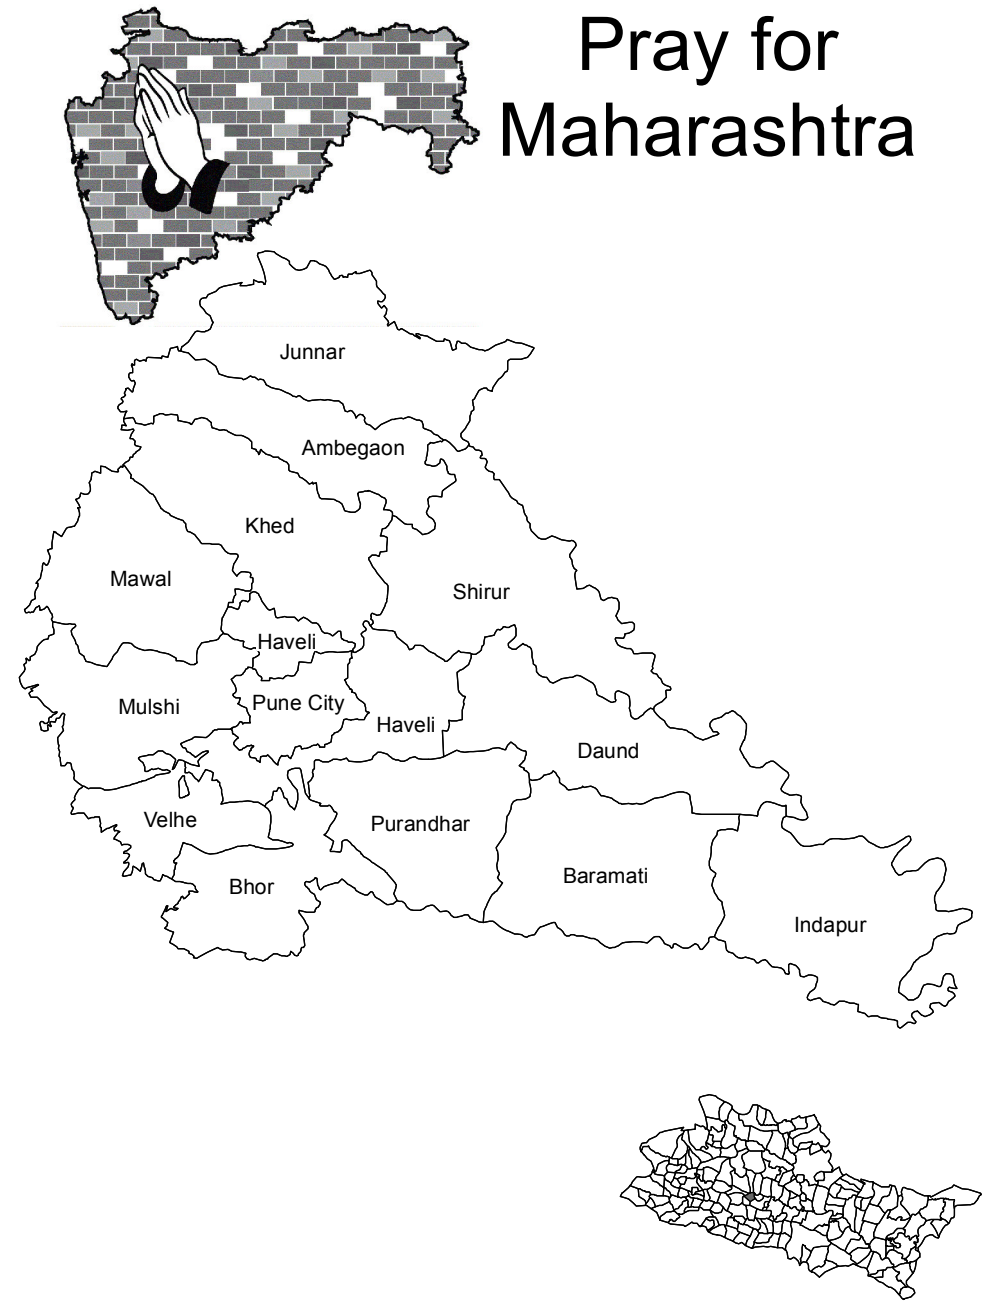 Pray for
Maharashtra
Junnar
Ambegaon
Khed
Mawal
Shirur
Haveli
Mulshi
Pune City
Haveli
Daund
Velhe
Purandhar
Bhor
Baramati
Indapur